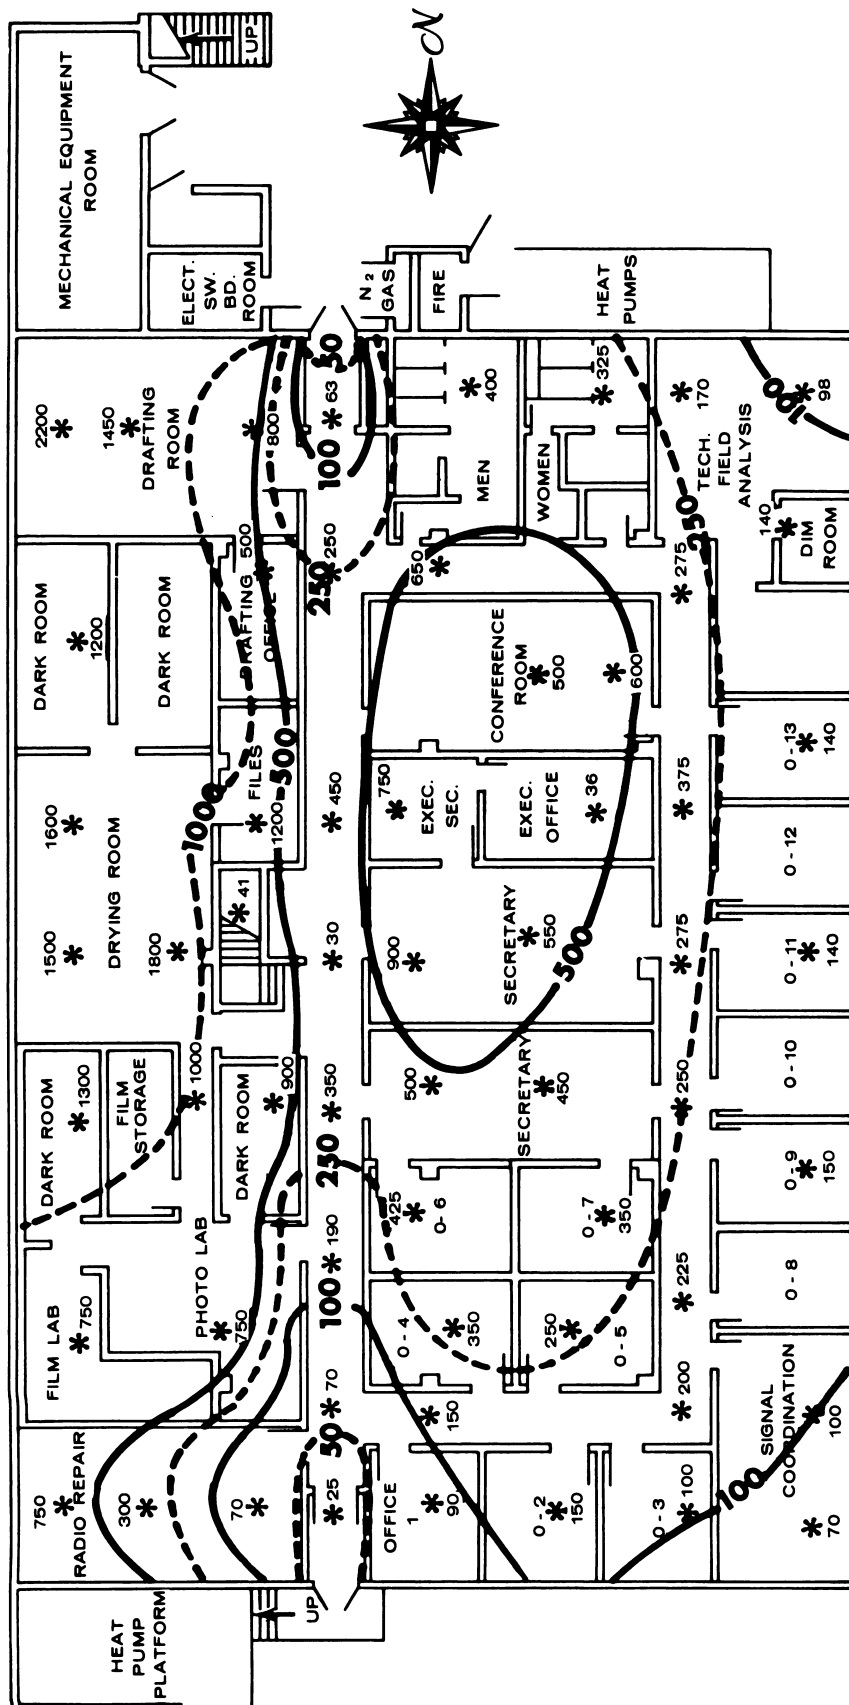 MECHANICAL EQUIPMENT
ROOM
UP
N
ELECT.
SW.
BD.
ROOM
N₂
GAS
FIRE
HEAT
PUMPS
2200
1450
DRAFTING
ROOM
800
63
50
100
400
MEN
325
WOMEN
170
TECH.
FIELD
ANALYSIS
100
98
140
DIM
ROOM
DARK ROOM
1200
DARK ROOM
DRAFTING
OFFICE
500
250
250
650
275
250
CONFERENCE
ROOM
500
600
1600
1500
DRYING ROOM
1800
1000
FILES
1200
500
41
450
30
750
EXEC.
SEC.
EXEC.
OFFICE
36
375
0-13
140
0-12
900
SECRETARY
550
500
275
0-11
140
DARK ROOM
1300
FILM
STORAGE
1000
DARK ROOM
900
350
500
SECRETARY
450
250
0-10
250
425
0-6
0-7
350
0-9
150
FILM LAB
750
PHOTO LAB
750
190
100
0-4
350
250
0-5
225
0-8
RADIO REPAIR
750
300
70
70
50
25
150
200
OFFICE
1
90
0-2
150
0-3
100
100
SIGNAL
COORDINATION
100
70
HEAT
PUMP
PLATFORM
UP